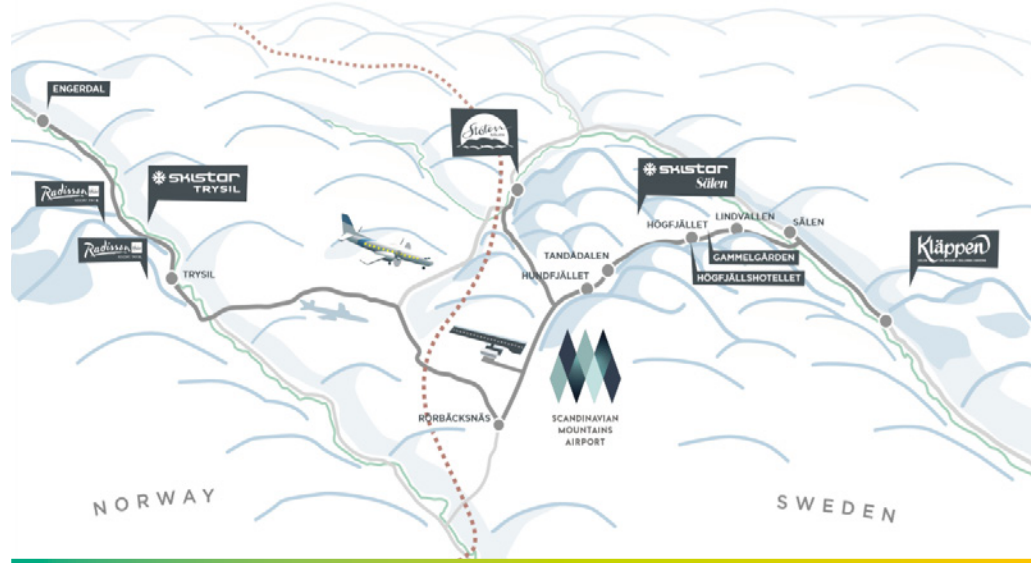 ENGERDAL
Radisson
SKISTAR
TRYSIL
Radisson
TRYSIL
Stöten
SKISTAR
Sälen
HÖGFJÄLLET
LINDVALLEN
SÄLEN
TANDÅDALEN
HUNDFJÄLLET
GAMMELGÅRDEN
HÖGFJÄLLSHOTELLET
Kläppen
RÖRBÄCKSNÄS
SCANDINAVIAN
MOUNTAINS
AIRPORT
NORWAY
SWEDEN